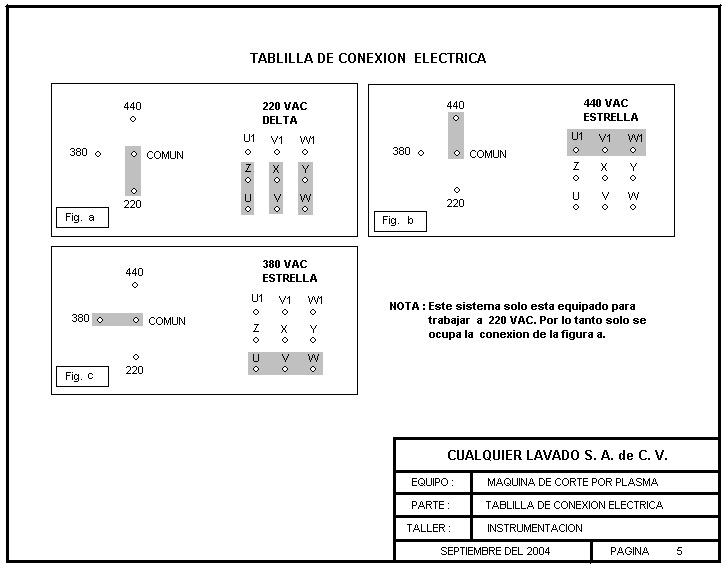 TABLILLA DE CONEXION ELECTRICA
440
380
COMUN
220
Fig. a
220 VAC
DELTA
U1 V1 W1
Z X Y
U V W
440
380
COMUN
220
Fig. b
440 VAC
ESTRELLA
U1 V1 W1
Z X Y
U V W
440
380
COMUN
220
Fig. c
380 VAC
ESTRELLA
U1 V1 W1
Z X Y
U V W
NOTA : Este sistema solo esta equipado para
trabajar a 220 VAC. Por lo tanto solo se
ocupa la conexion de la figura a.
CUALQUIER LAVADO S. A. de C. V.
EQUIPO : MAQUINA DE CORTE POR PLASMA
PARTE : TABLILLA DE CONEXION ELECTRICA
TALLER : INSTRUMENTACION
SEPTIEMBRE DEL 2004 PAGINA 5